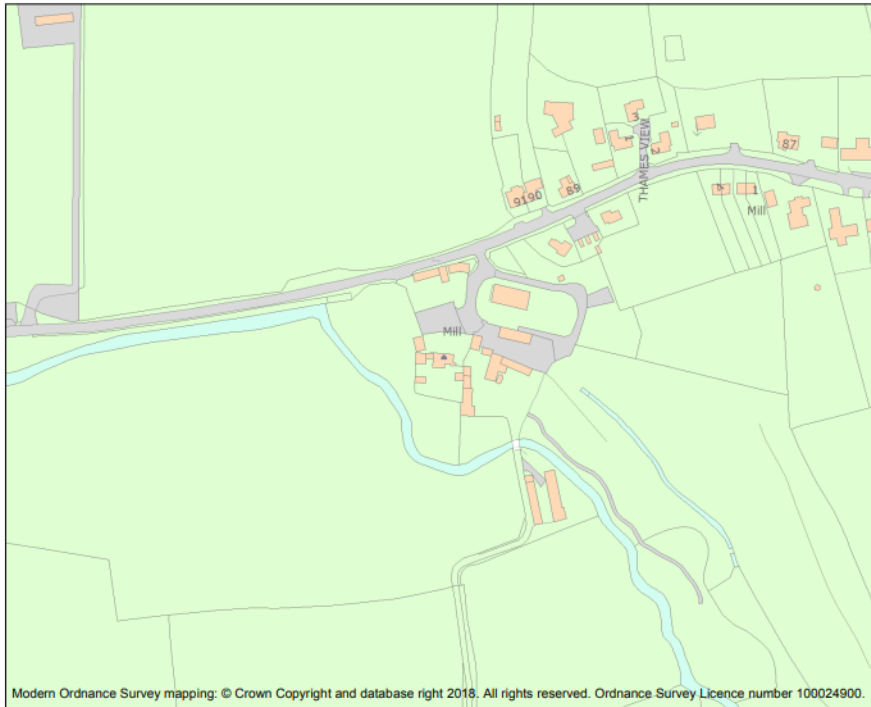 3
1
2
THAMES VIEW
87
89
9190
4
1
Mill
Mill
Modern Ordnance Survey mapping: © Crown Copyright and database right 2018. All rights reserved. Ordnance Survey Licence number 100024900.